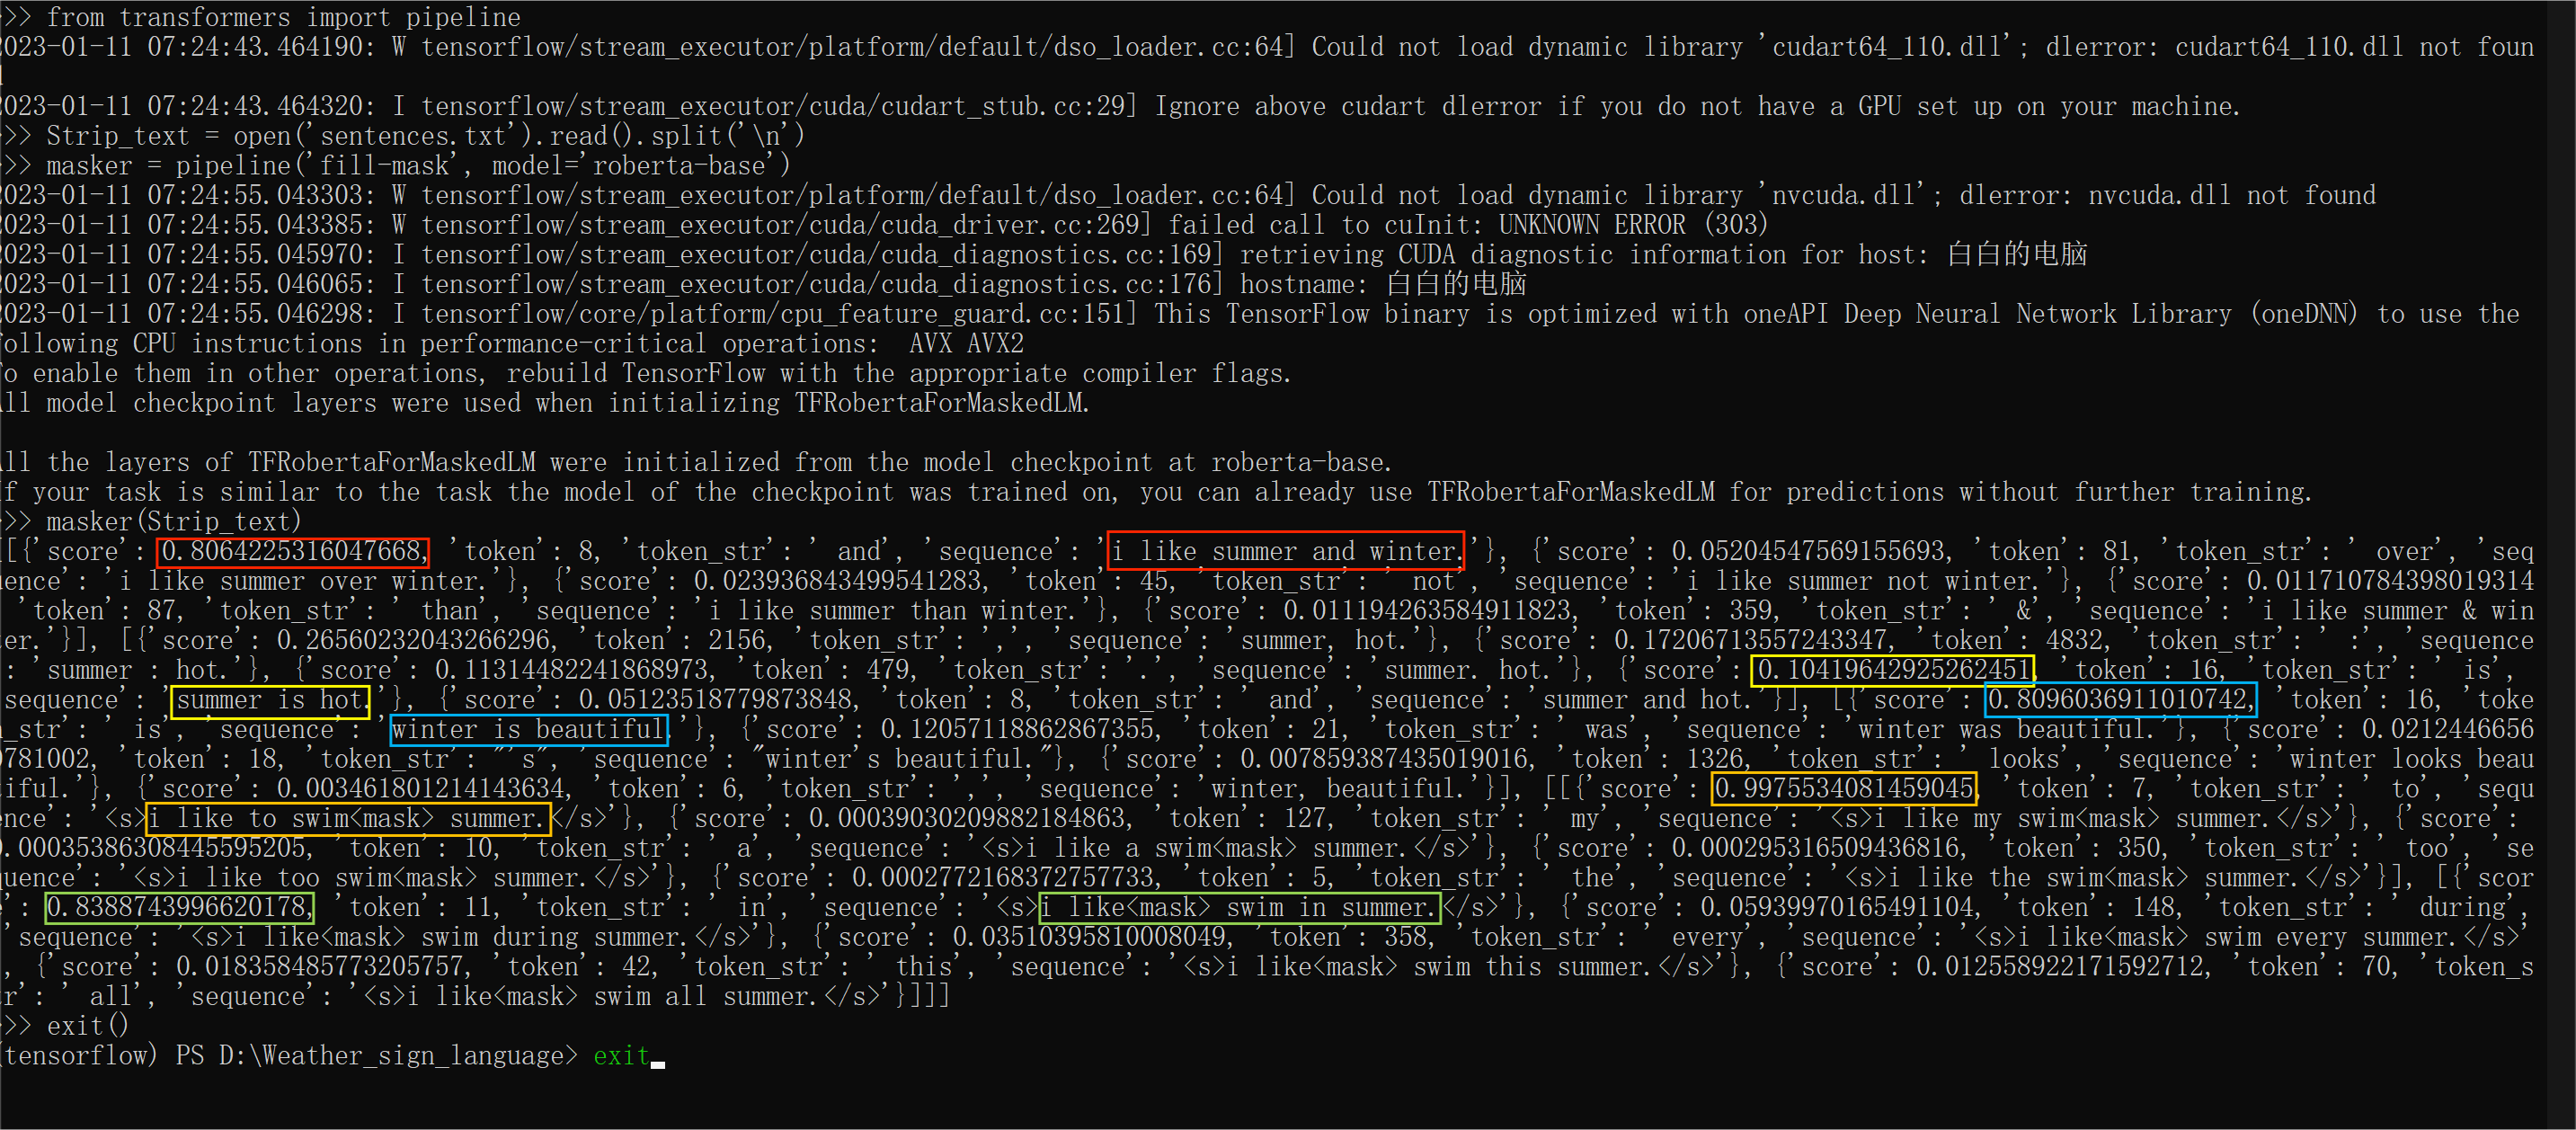 >> from transformers import pipeline
2023-01-11 07:24:43.464190: W tensorflow/stream_executor/platform/default/dso_loader.cc:64] Could not load dynamic library 'cudart64_110.dll'; dlerror: cudart64_110.dll not foun
2023-01-11 07:24:43.464320: I tensorflow/stream_executor/cuda/cudart_stub.cc:29] Ignore above cudart dlerror if you do not have a GPU set up on your machine.
>> Strip_text = open('sentences.txt').read().split('\n')
>> masker = pipeline('fill-mask', model='roberta-base')
2023-01-11 07:24:55.043303: W tensorflow/stream_executor/platform/default/dso_loader.cc:64] Could not load dynamic library 'nvcuda.dll'; dlerror: nvcuda.dll not found
2023-01-11 07:24:55.043385: W tensorflow/stream_executor/cuda/cuda_driver.cc:269] failed call to cuInit: UNKNOWN ERROR (303)
2023-01-11 07:24:55.045970: I tensorflow/stream_executor/cuda/cuda_diagnostics.cc:169] retrieving CUDA diagnostic information for host: 白白的电脑
2023-01-11 07:24:55.046065: I tensorflow/stream_executor/cuda/cuda_diagnostics.cc:176] hostname: 白白的电脑
2023-01-11 07:24:55.046298: I tensorflow/core/platform/cpu_feature_guard.cc:151] This TensorFlow binary is optimized with oneAPI Deep Neural Network Library (oneDNN) to use the
ollowing CPU instructions in performance-critical operations:  AVX AVX2
o enable them in other operations, rebuild TensorFlow with the appropriate compiler flags.
ll model checkpoint layers were used when initializing TFRobertaForMaskedLM.
ll the layers of TFRobertaForMaskedLM were initialized from the model checkpoint at roberta-base.
f your task is similar to the task the model of the checkpoint was trained on, you can already use TFRobertaForMaskedLM for predictions without further training.
>> masker(Strip_text)
[[{'score': 0.8064225316047668, 'token': 8, 'token_str': ' and', 'sequence': 'i like summer and winter.'}, {'score': 0.05204547569155693, 'token': 81, 'token_str': ' over', 'seq
uence': 'i like summer over winter.'}, {'score': 0.023936843499541283, 'token': 45, 'token_str': ' not', 'sequence': 'i like summer not winter.'}, {'score': 0.011710784398019314
 'token': 87, 'token_str': ' than', 'sequence': 'i like summer than winter.'}, {'score': 0.011194263584911823, 'token': 359, 'token_str': ' &', 'sequence': 'i like summer & win
er.'}], [{'score': 0.26560232043266296, 'token': 2156, 'token_str': ' ,', 'sequence': 'summer, hot.'}, {'score': 0.17206713557243347, 'token': 4832, 'token_str': ' :', 'sequence
: 'summer : hot.'}, {'score': 0.11314482241868973, 'token': 479, 'token_str': ' .', 'sequence': 'summer. hot.'}, {'score': 0.10419642925262451, 'token': 16, 'token_str': ' is',
sequence': 'summer is hot.'}, {'score': 0.05123518779873848, 'token': 8, 'token_str': ' and', 'sequence': 'summer and hot.'}], [{'score': 0.8096036911010742, 'token': 16, 'toke
_str': ' is', 'sequence': 'winter is beautiful.'}, {'score': 0.12057118862867355, 'token': 21, 'token_str': ' was', 'sequence': 'winter was beautiful.'}, {'score': 0.0212446656
0781002, 'token': 18, 'token_str': "'s", 'sequence': "winter's beautiful."}, {'score': 0.007859387435019016, 'token': 1326, 'token_str': ' looks', 'sequence': 'winter looks beau
iful.'}, {'score': 0.003461801214143634, 'token': 6, 'token_str': ',', 'sequence': 'winter, beautiful.'}], [[{'score': 0.9975534081459045, 'token': 7, 'token_str': ' to', 'sequ
ence': '<s>i like to swim<mask> summer.</s>'}, {'score': 0.00039030209882184863, 'token': 127, 'token_str': ' my', 'sequence': '<s>i like my swim<mask> summer.</s>'}, {'score':
0.00035386308445595205, 'token': 10, 'token_str': ' a', 'sequence': '<s>i like a swim<mask> summer.</s>'}, {'score': 0.000295316509436816, 'token': 350, 'token_str': ' too', 'se
uence': '<s>i like too swim<mask> summer.</s>'}, {'score': 0.0002772168372757733, 'token': 5, 'token_str': ' the', 'sequence': '<s>i like the swim<mask> summer.</s>'}], [{'scor
': 0.8388743996620178, 'token': 11, 'token_str': ' in', 'sequence': '<s>i like<mask> swim in summer.</s>'}, {'score': 0.05939970165491104, 'token': 148, 'token_str': ' during',
'sequence': '<s>i like<mask> swim during summer.</s>'}, {'score': 0.03510395810008049, 'token': 358, 'token_str': ' every', 'sequence': '<s>i like<mask> swim every summer.</s>'
, {'score': 0.018358485773205757, 'token': 42, 'token_str': ' this', 'sequence': '<s>i like<mask> swim this summer.</s>'}, {'score': 0.012558922171592712, 'token': 70, 'token_s
r': ' all', 'sequence': '<s>i like<mask> swim all summer.</s>'}]]]
>> exit()
(tensorflow) PS D:\Weather_sign_language> exit